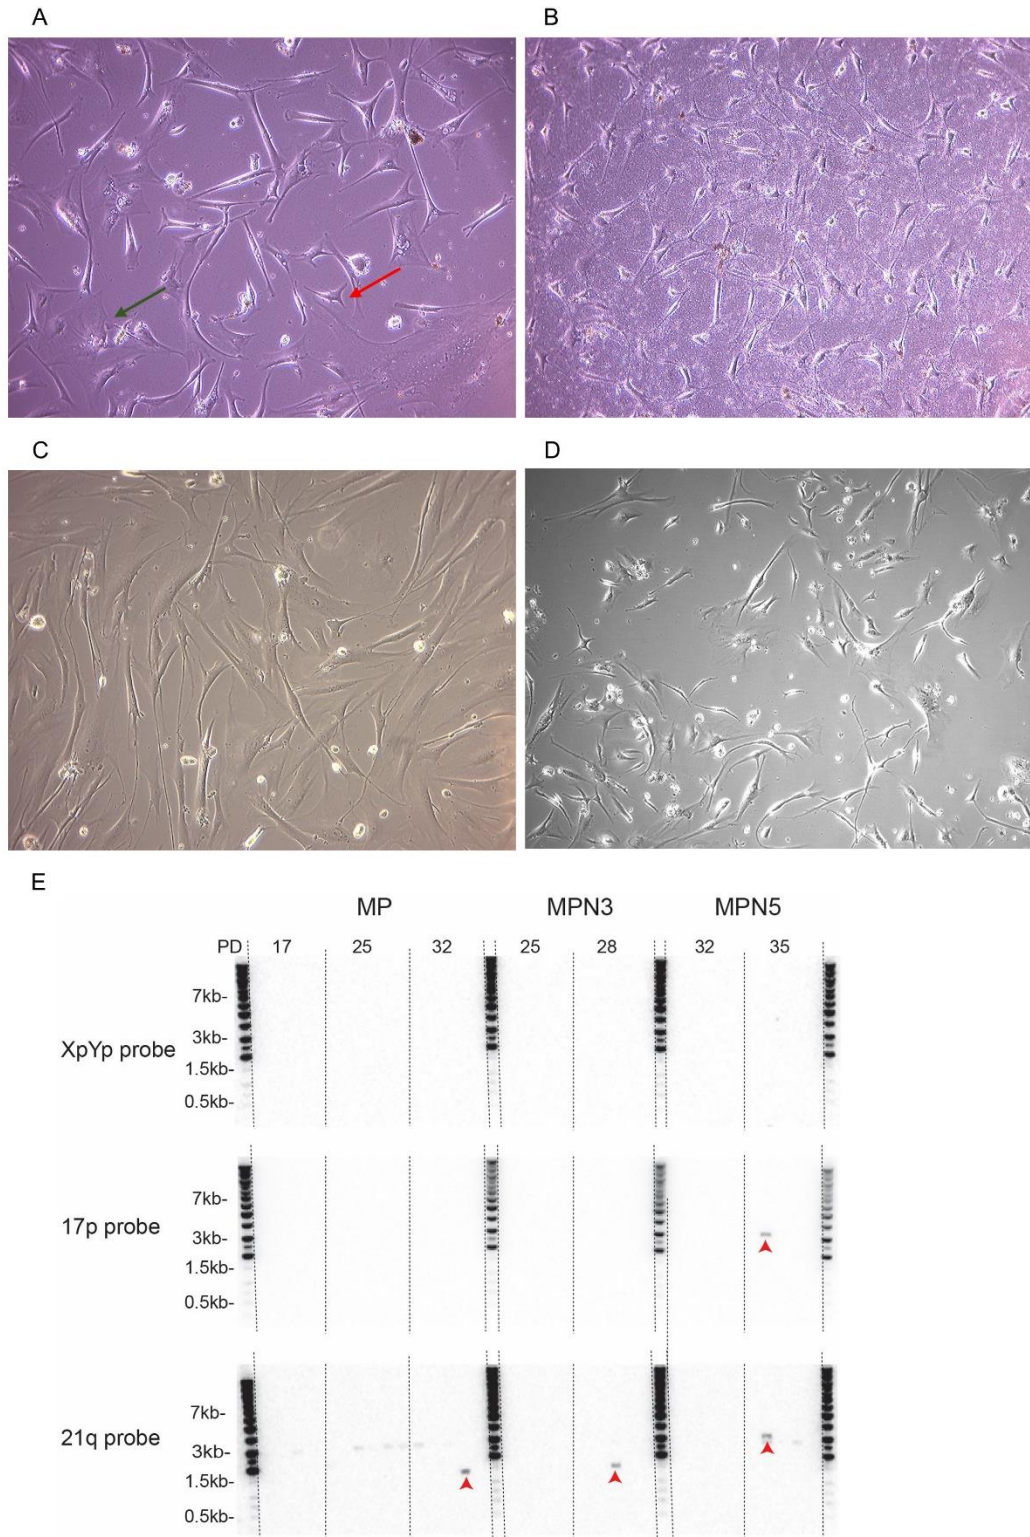 A
B
C
D
E
MP MPN3 MPN5
PD 17 25 32 25 28 32 35
7kb-
3kb-
XpYp probe
1.5kb-
0.5kb-
7kb-
17p probe
3kb-
1.5kb-
0.5kb-
7kb-
21q probe
3kb-
1.5kb-
0.5kb-